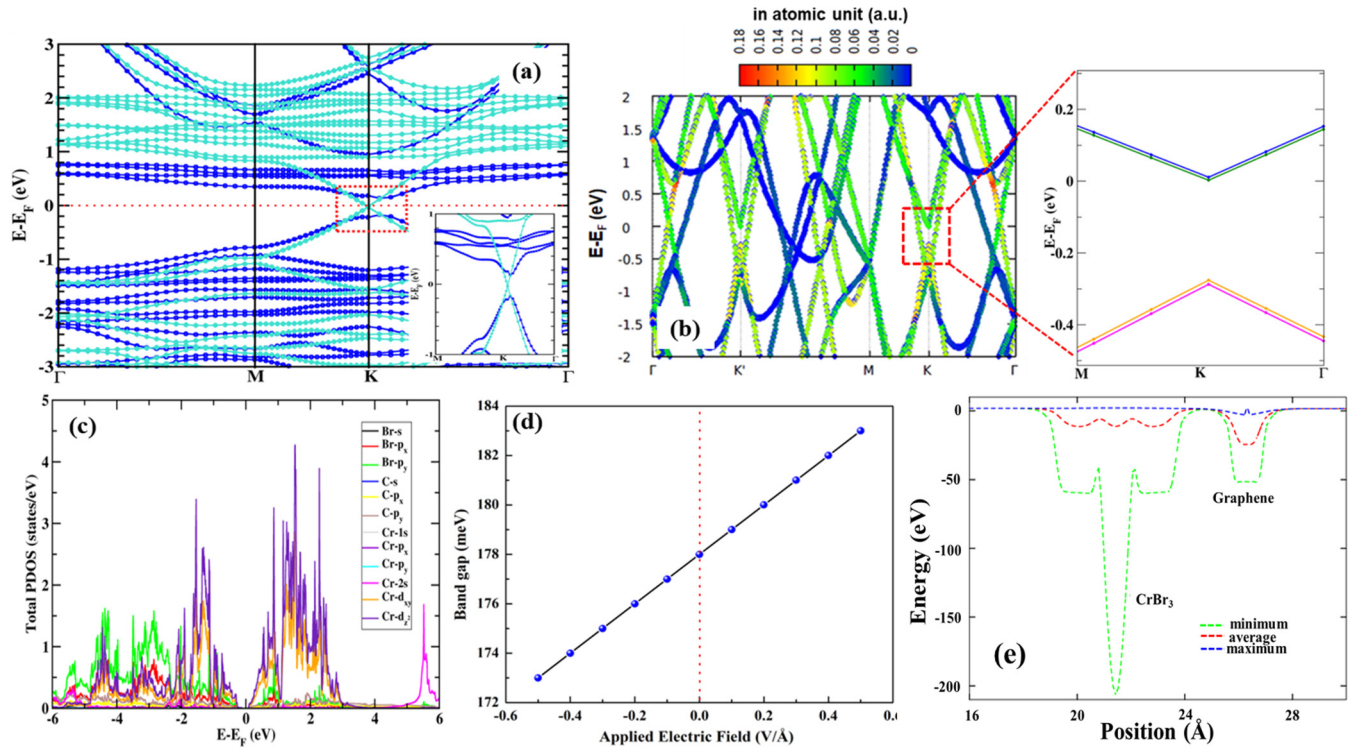 (a)
3
2
1
0
-1
-2
-3
E-E_F (eV)
Γ
M
K
Γ
1
0
-1
E-E_F (eV)
M
K
Γ
in atomic unit (a.u.)
0.18
0.16
0.14
0.12
0.1
0.08
0.06
0.04
0.02
0
(b)
2
1.5
1
0.5
0
-0.5
-1
-1.5
-2
E-E_F (eV)
Γ
K'
M
K
Γ
0.2
0
-0.2
-0.4
E-E_F (eV)
M
K
Γ
(c)
5
4
3
2
1
0
Total PDOS (states/eV)
Br-s
Br-p_x
Br-p_y
C-s
C-p_x
C-p_y
Cr-1s
Cr-p_x
Cr-p_y
Cr-2s
Cr-d_xy
Cr-d_z²
-6 -4 -2 0 2 4 6
E-E_F (eV)
(d)
184
182
180
178
176
174
172
Band gap (meV)
-0.6 -0.4 -0.2 0.0 0.2 0.4
Applied Electric Field (V/Å)
0
-50
-100
-150
-200
Energy (eV)
Graphene
CrBr₃
minimum
average
maximum
(e)
16 20 24 28
Position (Å)